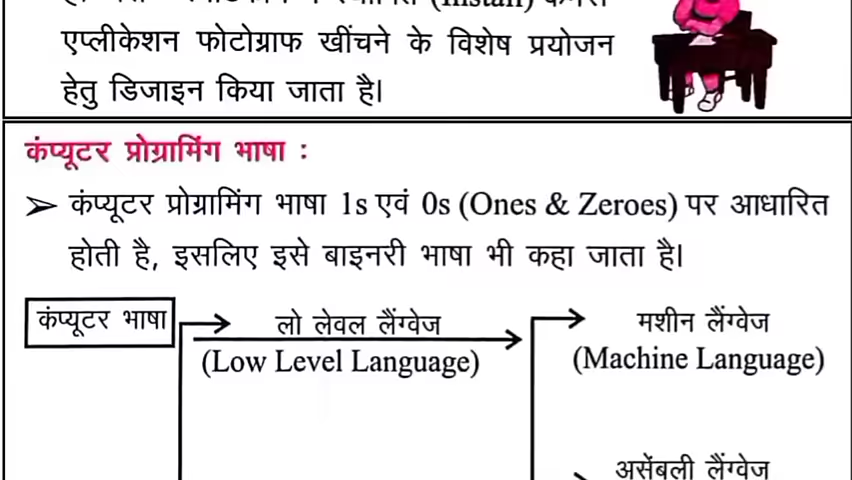 एप्लीकेशन फोटोग्राफ खींचने के विशेष प्रयोजन
हेतु डिजाइन किया जाता है।
कंप्यूटर प्रोग्रामिंग भाषा :
➢ कंप्यूटर प्रोग्रामिंग भाषा 1s एवं 0s (Ones & Zeroes) पर आधारित
होती है, इसलिए इसे बाइनरी भाषा भी कहा जाता है।
कंप्यूटर भाषा
लो लेवल लैंग्वेज
(Low Level Language)
मशीन लैंग्वेज
(Machine Language)
असेंबली लैंग्वेज